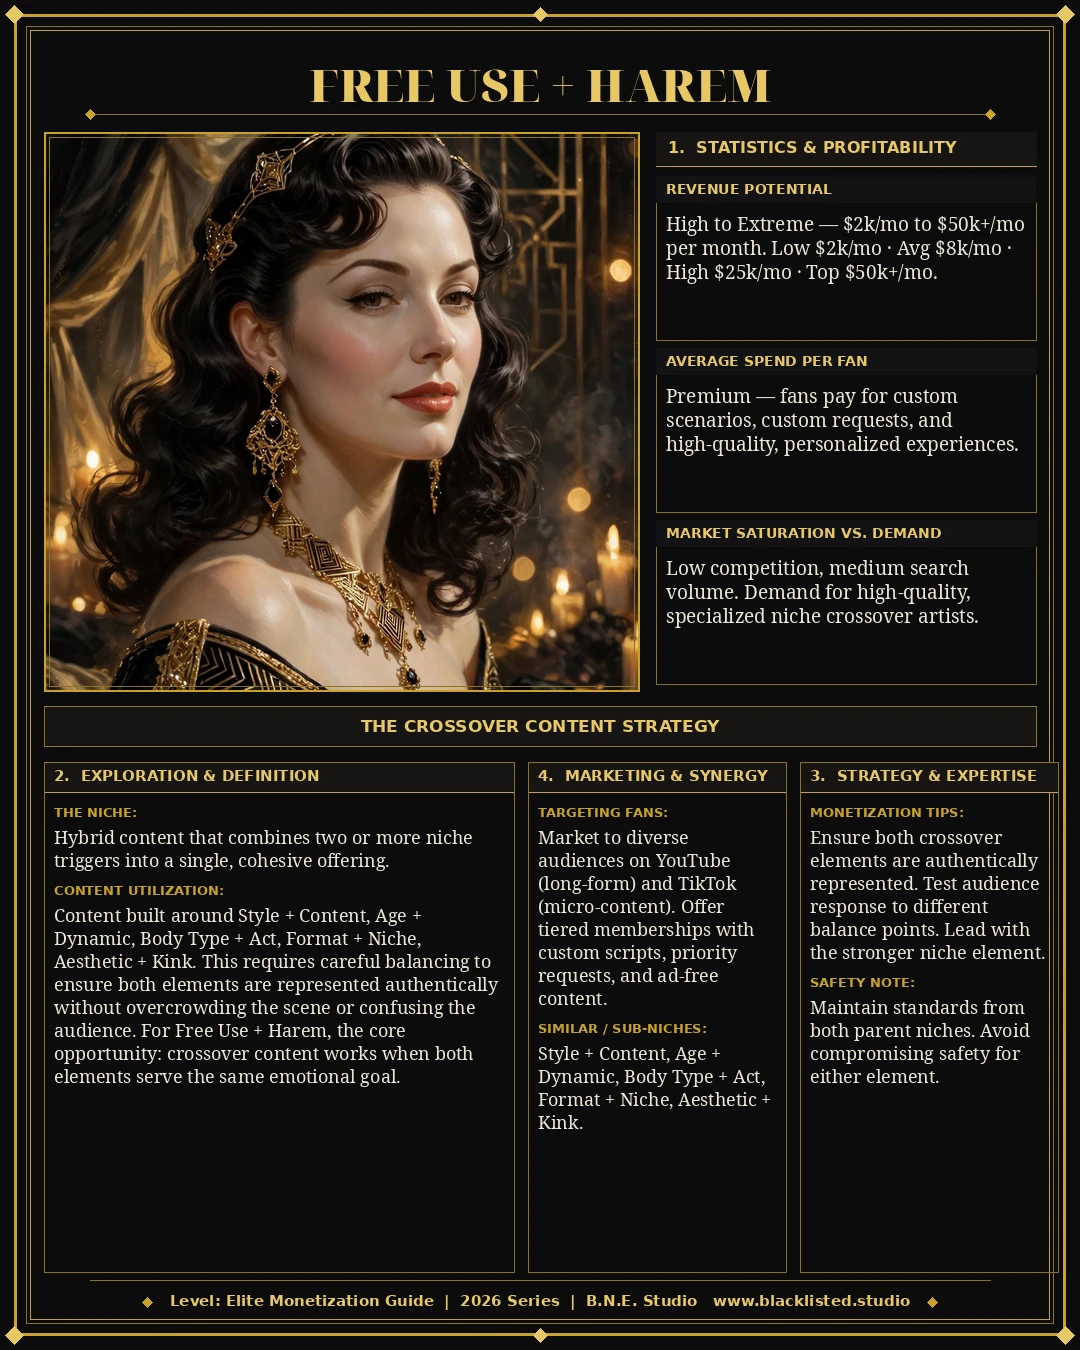 FREE USE + HAREM
1. STATISTICS & PROFITABILITY
REVENUE POTENTIAL
High to Extreme — $2k/mo to $50k+/mo
per month. Low $2k/mo · Avg $8k/mo ·
High $25k/mo · Top $50k+/mo.
AVERAGE SPEND PER FAN
Premium — fans pay for custom
scenarios, custom requests, and
high-quality, personalized experiences.
MARKET SATURATION VS. DEMAND
Low competition, medium search
volume. Demand for high-quality,
specialized niche crossover artists.
THE CROSSOVER CONTENT STRATEGY
2. EXPLORATION & DEFINITION
THE NICHE:
Hybrid content that combines two or more niche
triggers into a single, cohesive offering.
CONTENT UTILIZATION:
Content built around Style + Content, Age +
Dynamic, Body Type + Act, Format + Niche,
Aesthetic + Kink. This requires careful balancing to
ensure both elements are represented authentically
without overcrowding the scene or confusing the
audience. For Free Use + Harem, the core
opportunity: crossover content works when both
elements serve the same emotional goal.
4. MARKETING & SYNERGY
TARGETING FANS:
Market to diverse
audiences on YouTube
(long-form) and TikTok
(micro-content). Offer
tiered memberships with
custom scripts, priority
requests, and ad-free
content.
SIMILAR / SUB-NICHES:
Style + Content, Age +
Dynamic, Body Type + Act,
Format + Niche, Aesthetic +
Kink.
3. STRATEGY & EXPERTISE
MONETIZATION TIPS:
Ensure both crossover
elements are authentically
represented. Test audience
response to different
balance points. Lead with
the stronger niche element.
SAFETY NOTE:
Maintain standards from
both parent niches. Avoid
compromising safety for
either element.
Level: Elite Monetization Guide | 2026 Series | B.N.E. Studio www.blacklisted.studio